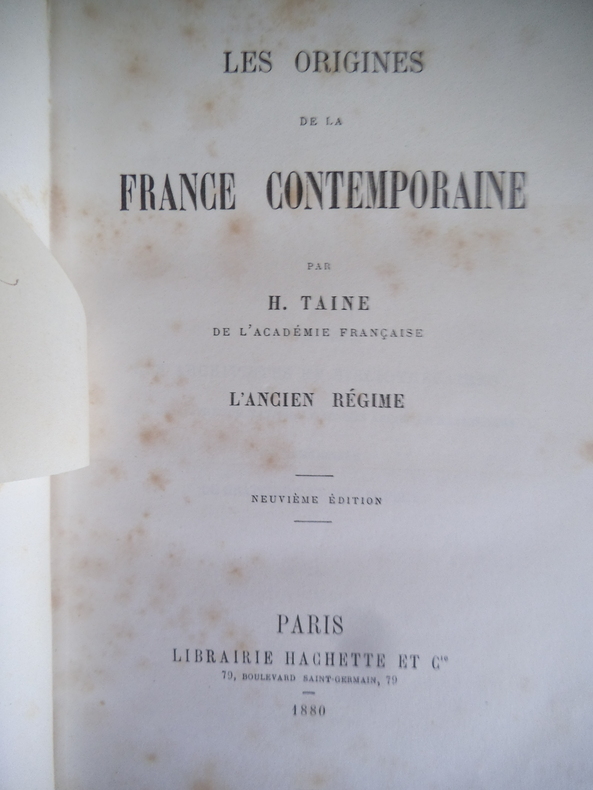 LES ORIGINES
DE LA
FRANCE CONTEMPORAINE
PAR
H. TAINE
DE L'ACADÉMIE FRANÇAISE
L'ANCIEN RÉGIME
NEUVIÈME ÉDITION
PARIS
LIBRAIRIE HACHETTE ET Cie
79, BOULEVARD SAINT-GERMAIN, 79
1880